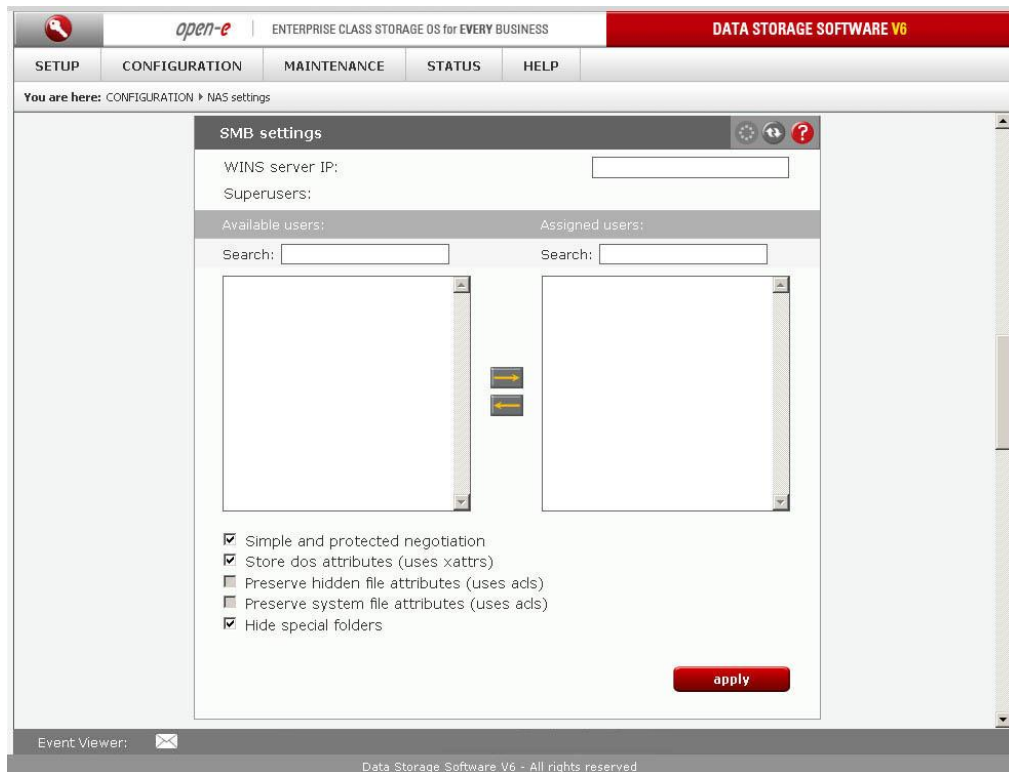 open-e ENTERPRISE CLASS STORAGE OS for EVERY BUSINESS DATA STORAGE SOFTWARE V6
SETUP CONFIGURATION MAINTENANCE STATUS HELP
You are here: CONFIGURATION NAS settings
SMB settings ?
WINS server IP:
Superusers:
Available users: Assigned users:
Search: Search:
Simple and protected negotiation
Store dos attributes (uses xattrs)
Preserve hidden file attributes (uses acls)
Preserve system file attributes (uses acls)
Hide special folders
apply
Event Viewer:
Data Storage Software V6 - All rights reserved